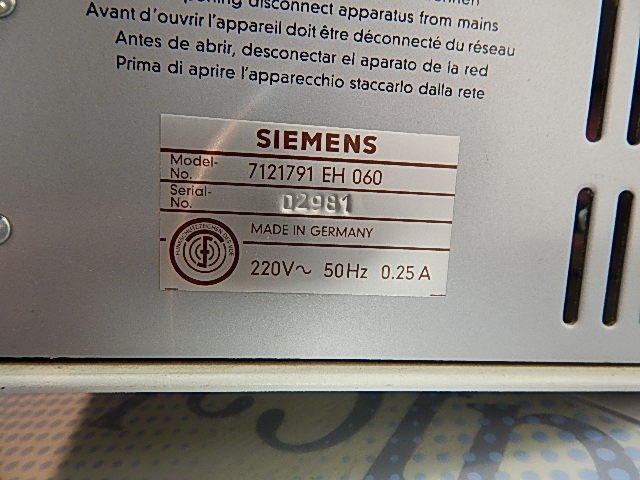 opening disconnect apparatus from mains
Avant d'ouvrir l'appareil doit être déconnecté du réseau
Antes de abrir, desconectar el aparato de la red
Prima di aprire l'apparecchio staccarlo dalla rete
SIEMENS
Model-
No. 7121791 EH 060
Serial-
No. 02981
MADE IN GERMANY
220V~ 50Hz 0.25 A